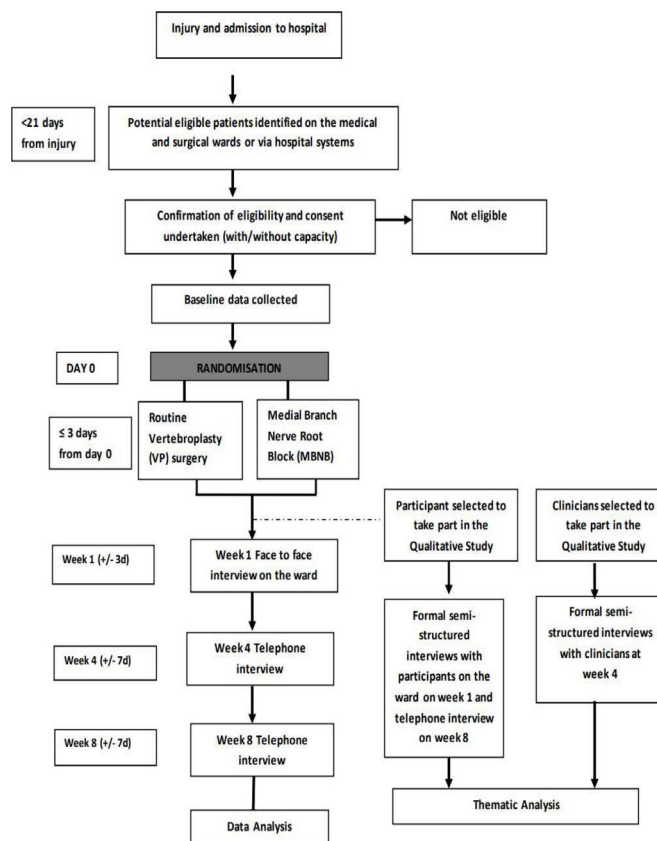 Injury and admission to hospital
<21 days
from injury
Potential eligible patients identified on the medical
and surgical wards or via hospital systems
Confirmation of eligibility and consent
undertaken (with/without capacity)
Not eligible
Baseline data collected
DAY 0
RANDOMISATION
≤ 3 days
from day 0
Routine
Vertebroplasty
(VP) surgery
Medial Branch
Nerve Root
Block (MBNB)
Participant selected to
take part in the
Qualitative Study
Clinicians selected to
take part in the
Qualitative Study
Week 1 (+/- 3d)
Week 1 Face to face
interview on the ward
Formal semi-
structured
interviews with
participants on the
ward on week 1 and
telephone interview
on week 8
Formal semi-
structured interviews
with clinicians at
week 4
Week 4 (+/- 7d)
Week 4 Telephone
interview
Week 8 (+/- 7d)
Week 8 Telephone
interview
Thematic Analysis
Data Analysis